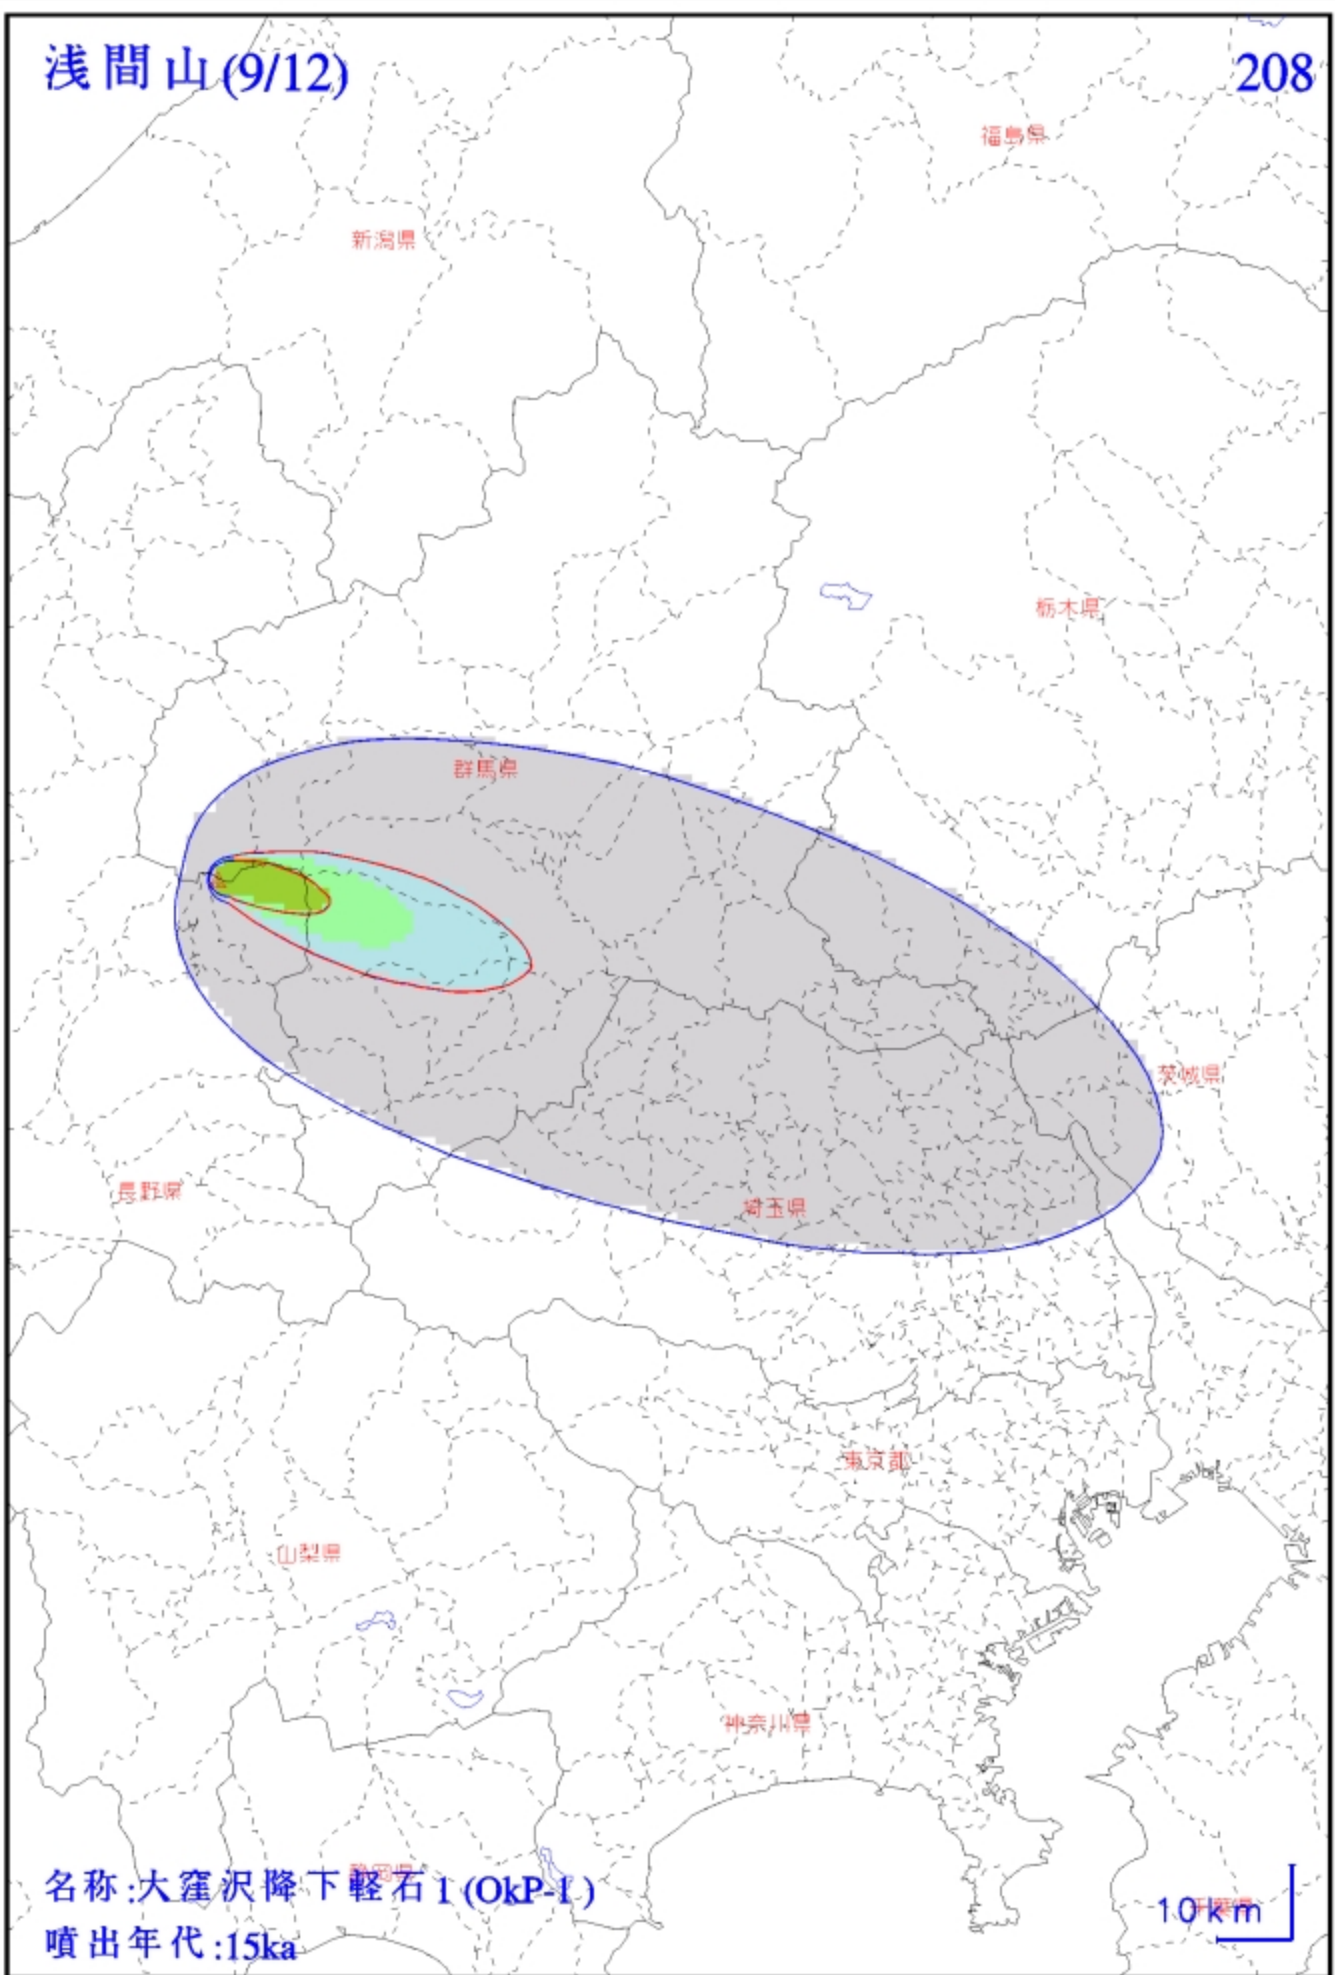 浅間山(9/12)
208
福島県
新潟県
栃木県
群馬県
茨城県
長野県
埼玉県
東京都
山梨県
神奈川県
静岡県
名称:大窪沢降下軽石1(OkP-1)
千葉県
10km
噴出年代:15ka